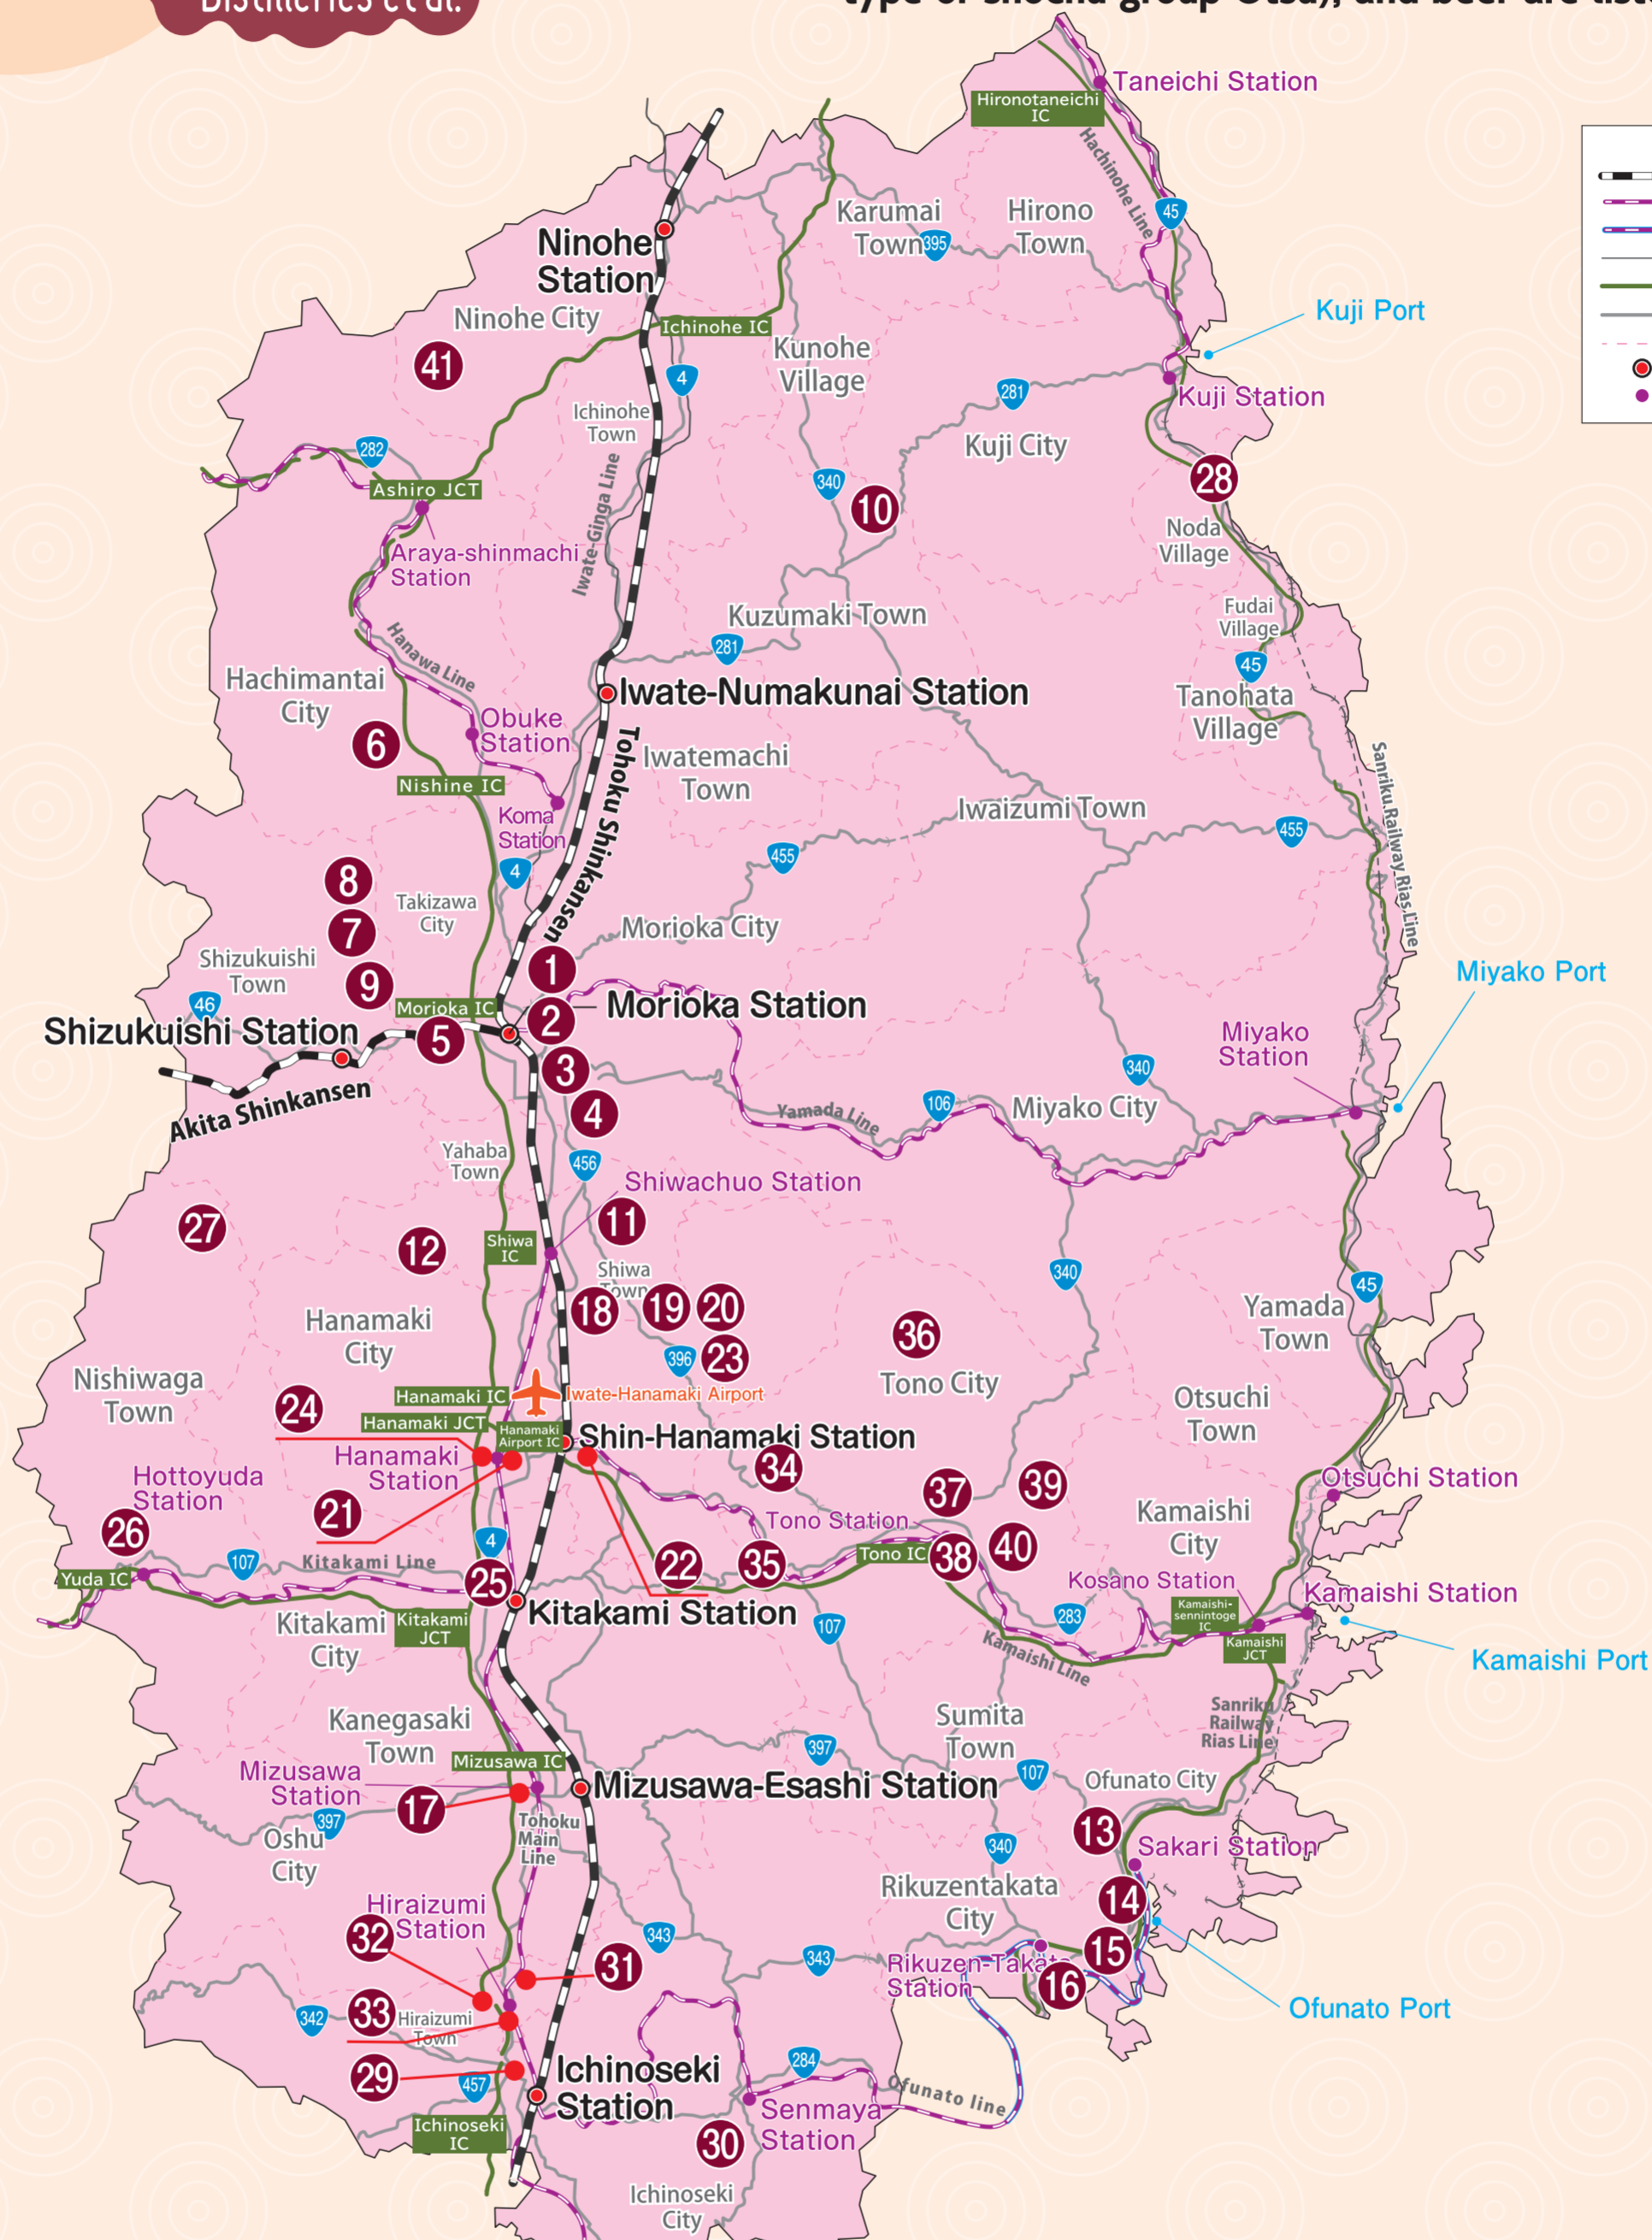 Distilleries et al.
type of shochu group Otsu), and beer are liste
Taneichi Station
Hironotaneichi
IC
Hachinohe Line
45
Karumai
Town
395
Hirono
Town
Ninohe
Station
Ninohe City
Ichinohe IC
Kuji Port
41
4
Kunohe
Village
281
Kuji Station
Ichinohe
Town
Kuji City
282
Ashiro JCT
Iwate-Ginga Line
340
10
28
Noda
Village
Araya-shinmachi
Station
Kuzumaki Town
Fudai
Village
Hanawa Line
281
45
Hachimantai
City
Iwate-Numakunai Station
Tanohata
Village
6
Obuke
Station
Tohoku Shinkansen
Iwatemachi
Town
Sanriku Railway Rias Line
Nishine IC
Koma
Station
Iwaizumi Town
455
455
8
4
7
Takizawa
City
Morioka City
Shizukuishi
Town
9
1
Miyako Port
46
Morioka IC
2
Morioka Station
Shizukuishi Station
5
Miyako
Station
3
340
Akita Shinkansen
4
Yamada Line
106
Miyako City
Yahaba
Town
456
Shiwachuo Station
27
12
Shiwa
IC
11
340
Shiwa
Town
45
18
19
20
Hanamaki
City
36
Yamada
Town
396
23
Nishiwaga
Town
Tono City
24
Hanamaki IC
Iwate-Hanamaki Airport
Otsuchi
Town
Hanamaki JCT
Hanamaki
Airport IC
Shin-Hanamaki Station
Hanamaki
Station
34
Hottoyuda
Station
37
39
Otsuchi Station
21
26
Tono Station
Kamaishi
City
4
107
Kitakami Line
22
35
Tono IC
38
40
Yuda IC
25
Kosano Station
Kamaishi Station
Kitakami Station
Kitakami
City
Kitakami
JCT
107
283
Kamaishi-
sennintoge
IC
Kamaishi
JCT
Kamaishi Line
Kamaishi Port
Kanegasaki
Town
Sumita
Town
Sanriku
Railway
Rias Line
Mizusawa IC
397
Mizusawa
Station
Mizusawa-Esashi Station
107
Ofunato City
17
397
Oshu
City
Tohoku
Main
Line
340
13
Sakari Station
Rikuzentakata
City
14
Hiraizumi
Station
32
343
343
15
31
Rikuzen-Takata
Station
16
342
33
Hiraizumi
Town
Ofunato Port
29
457
Ichinoseki
Station
284
Ofunato line
Senmaya
Station
Ichinoseki
IC
30
Ichinoseki
City